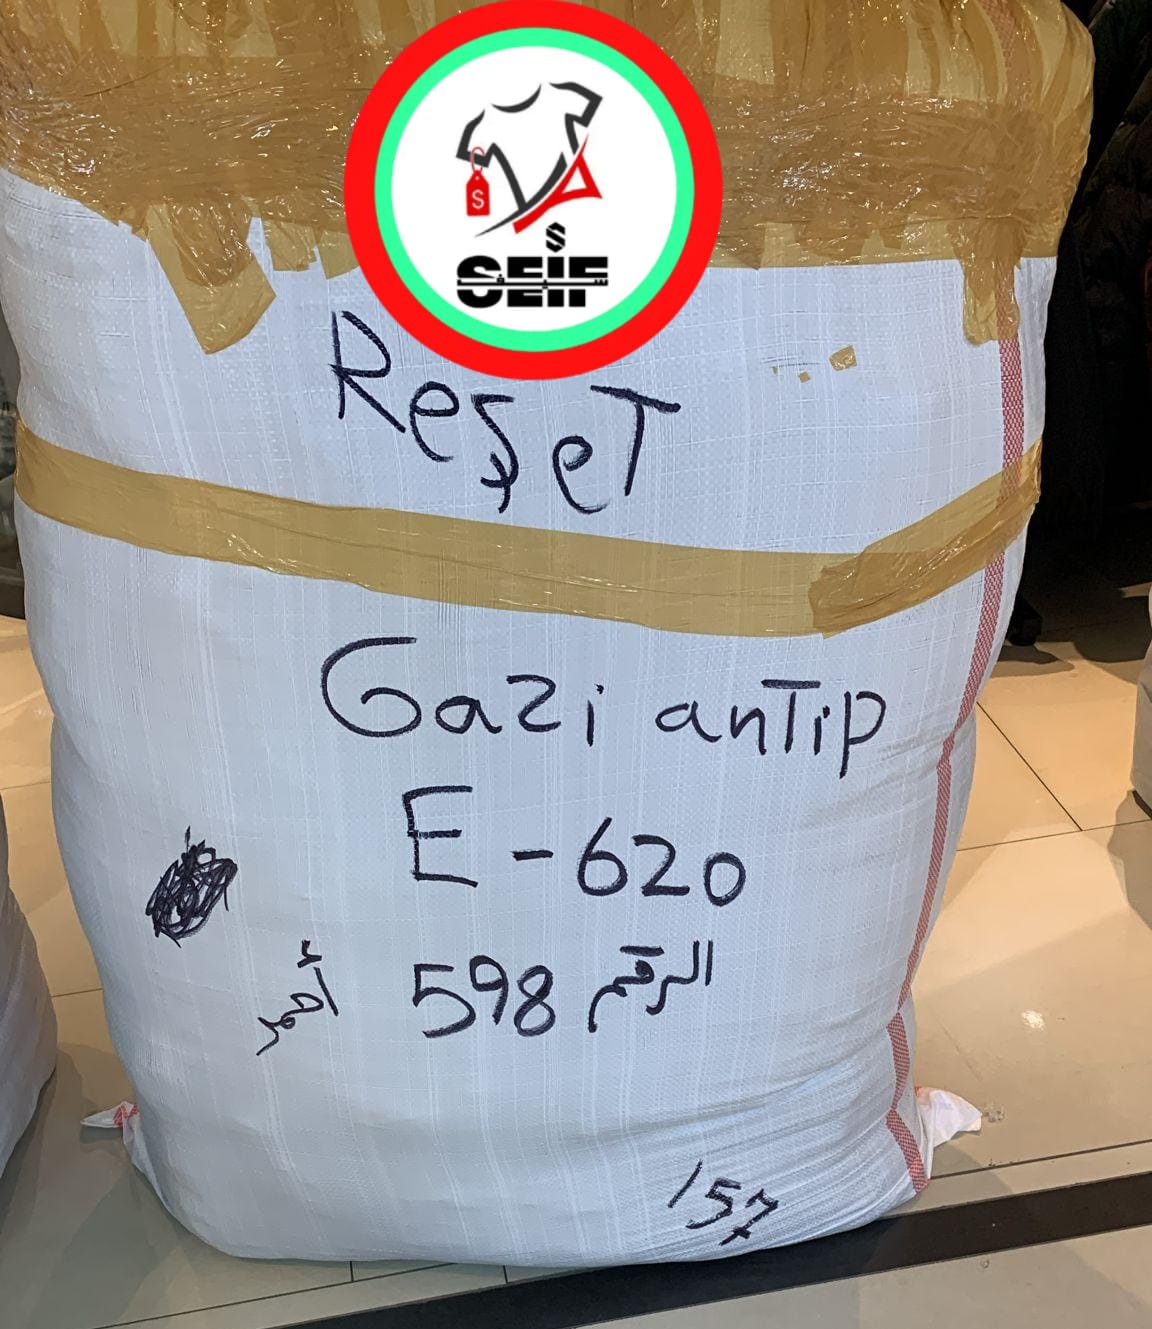 $
$
SEIF
Reşet
Gazi anTip
E-620
الرقم 598 أحمر
157